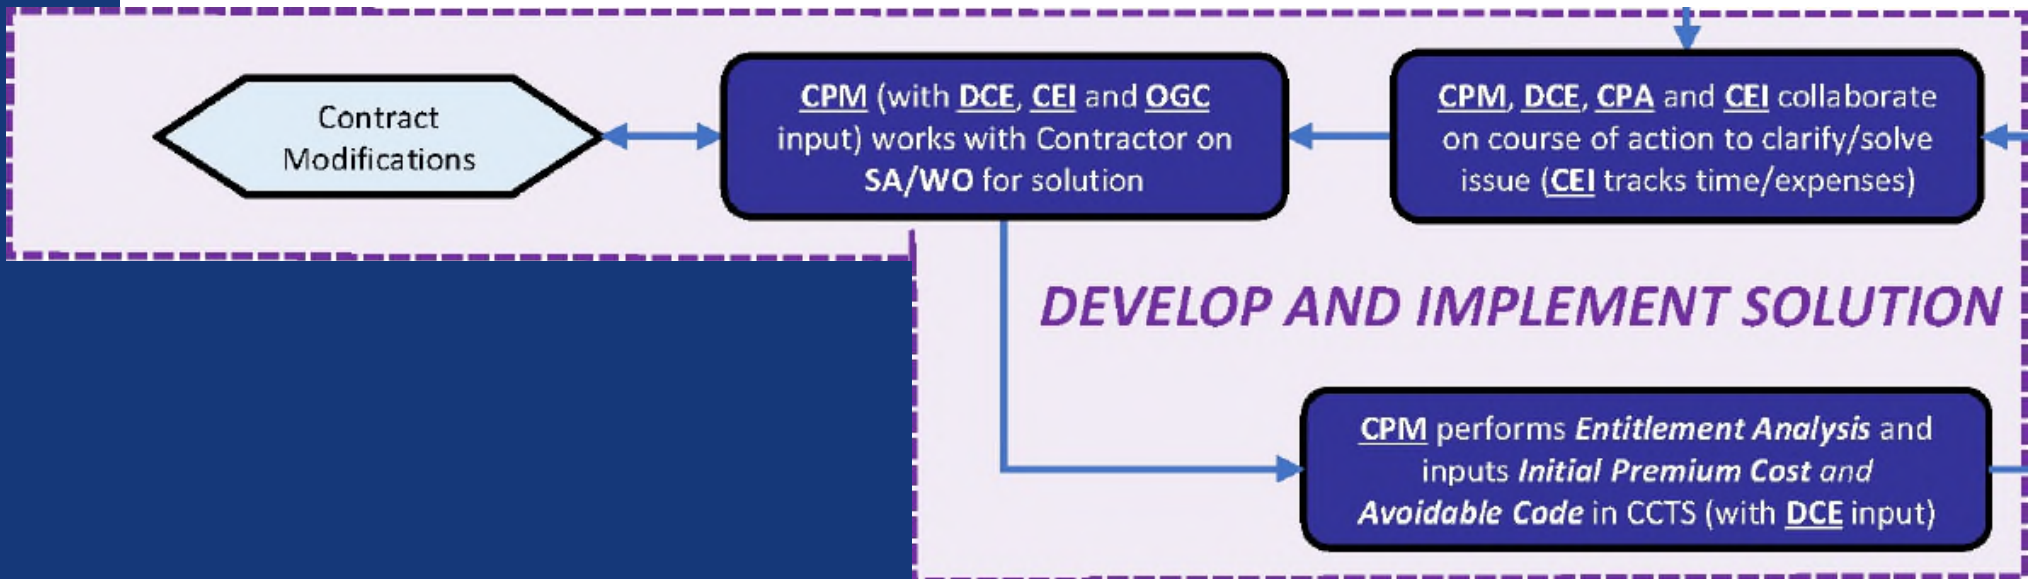 Contract
Modifications
CPM (with DCE, CEI and OGC
input) works with Contractor on
SA/WO for solution
CPM, DCE, CPA and CEI collaborate
on course of action to clarify/solve
issue (CEI tracks time/expenses)
DEVELOP AND IMPLEMENT SOLUTION
CPM performs Entitlement Analysis and
inputs Initial Premium Cost and
Avoidable Code in CCTS (with DCE input)